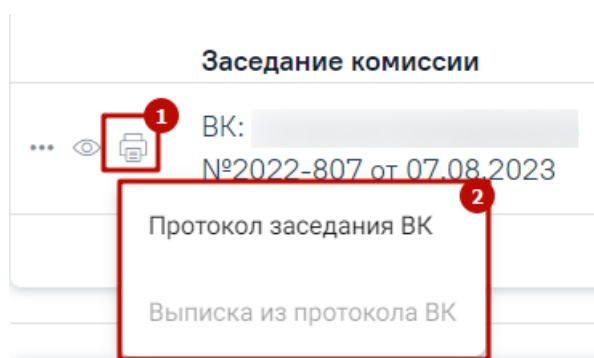 Заседание комиссии
1
ВК:
№2022-807 от 07.08.2023
2
Протокол заседания ВК
Выписка из протокола ВК